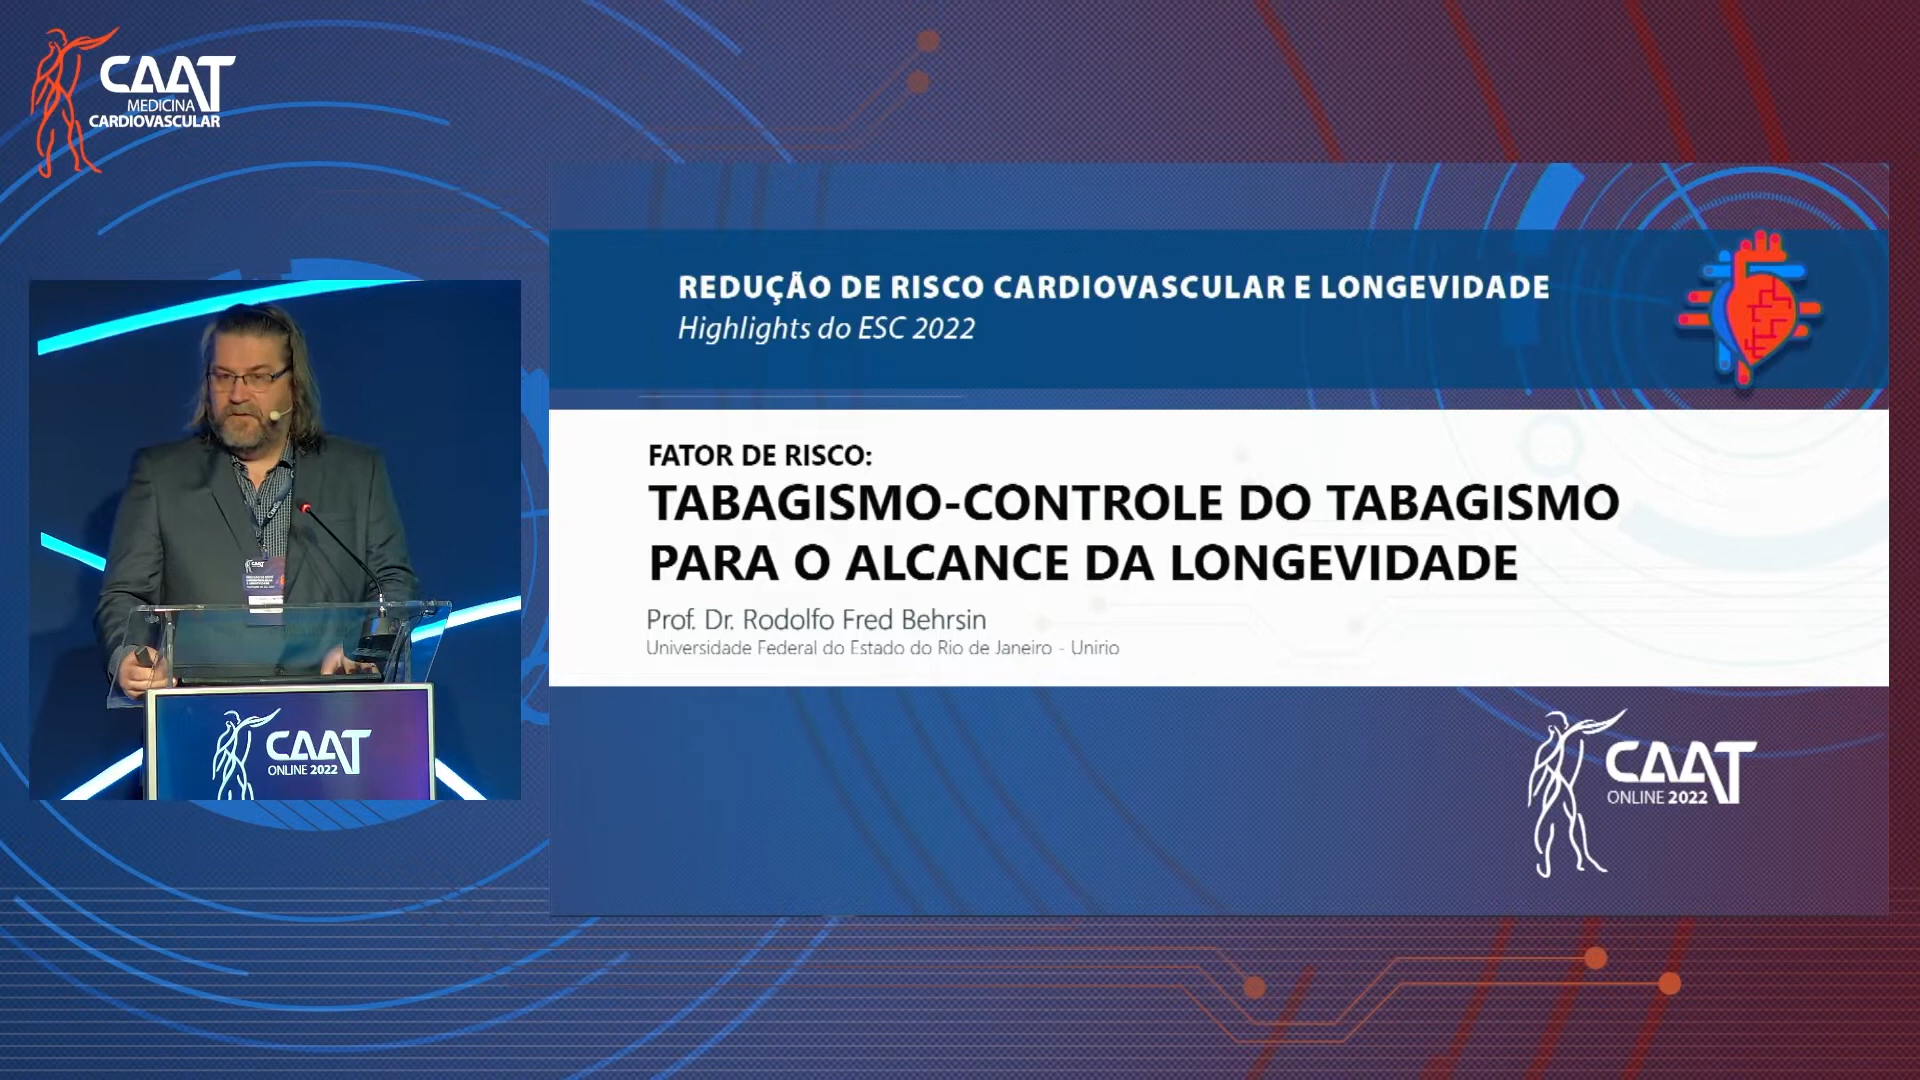 CAAT
MEDICINA
CARDIOVASCULAR
REDUÇÃO DE RISCO CARDIOVASCULAR E LONGEVIDADE
Highlights do ESC 2022
FATOR DE RISCO:
TABAGISMO-CONTROLE DO TABAGISMO
PARA O ALCANCE DA LONGEVIDADE
Prof. Dr. Rodolfo Fred Behrsin
Universidade Federal do Estado do Rio de Janeiro - Unirio
CAAT
CAAT
ONLINE 2022
CAAT
ONLINE 2022